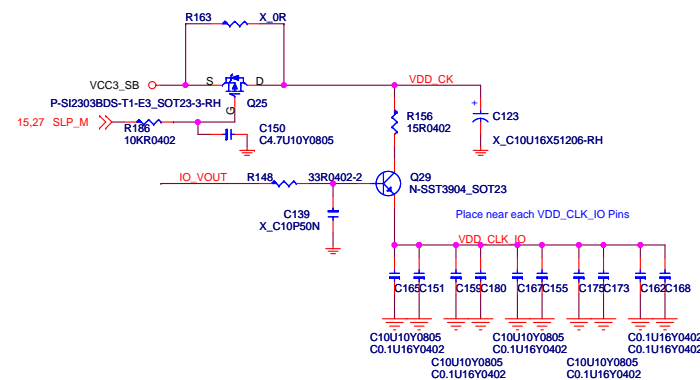 R163
X_0R
VCC3_SB
S
D
G
VDD_CK
P-SI2303BDS-T1-E3_SOT23-3-RH
Q25
15,27 SLP_M
R186
10KR0402
C150
C4.7U10Y0805
R156
15R0402
+
C123
X_C10U16X51206-RH
IO_VOUT
R148
33R0402-2
Q29
N-SST3904_SOT23
C139
X_C10P50N
Place near each VDD_CLK_IO Pins
VDD_CLK_IO
C165
C151
C159
C180
C167
C155
C175
C173
C162
C168
C10U10Y0805
C0.1U16Y0402
C10U10Y0805
C0.1U16Y0402
C0.1U16Y0402
C0.1U16Y0402
C10U10Y0805
C0.1U16Y0402
C10U10Y0805
C0.1U16Y0402